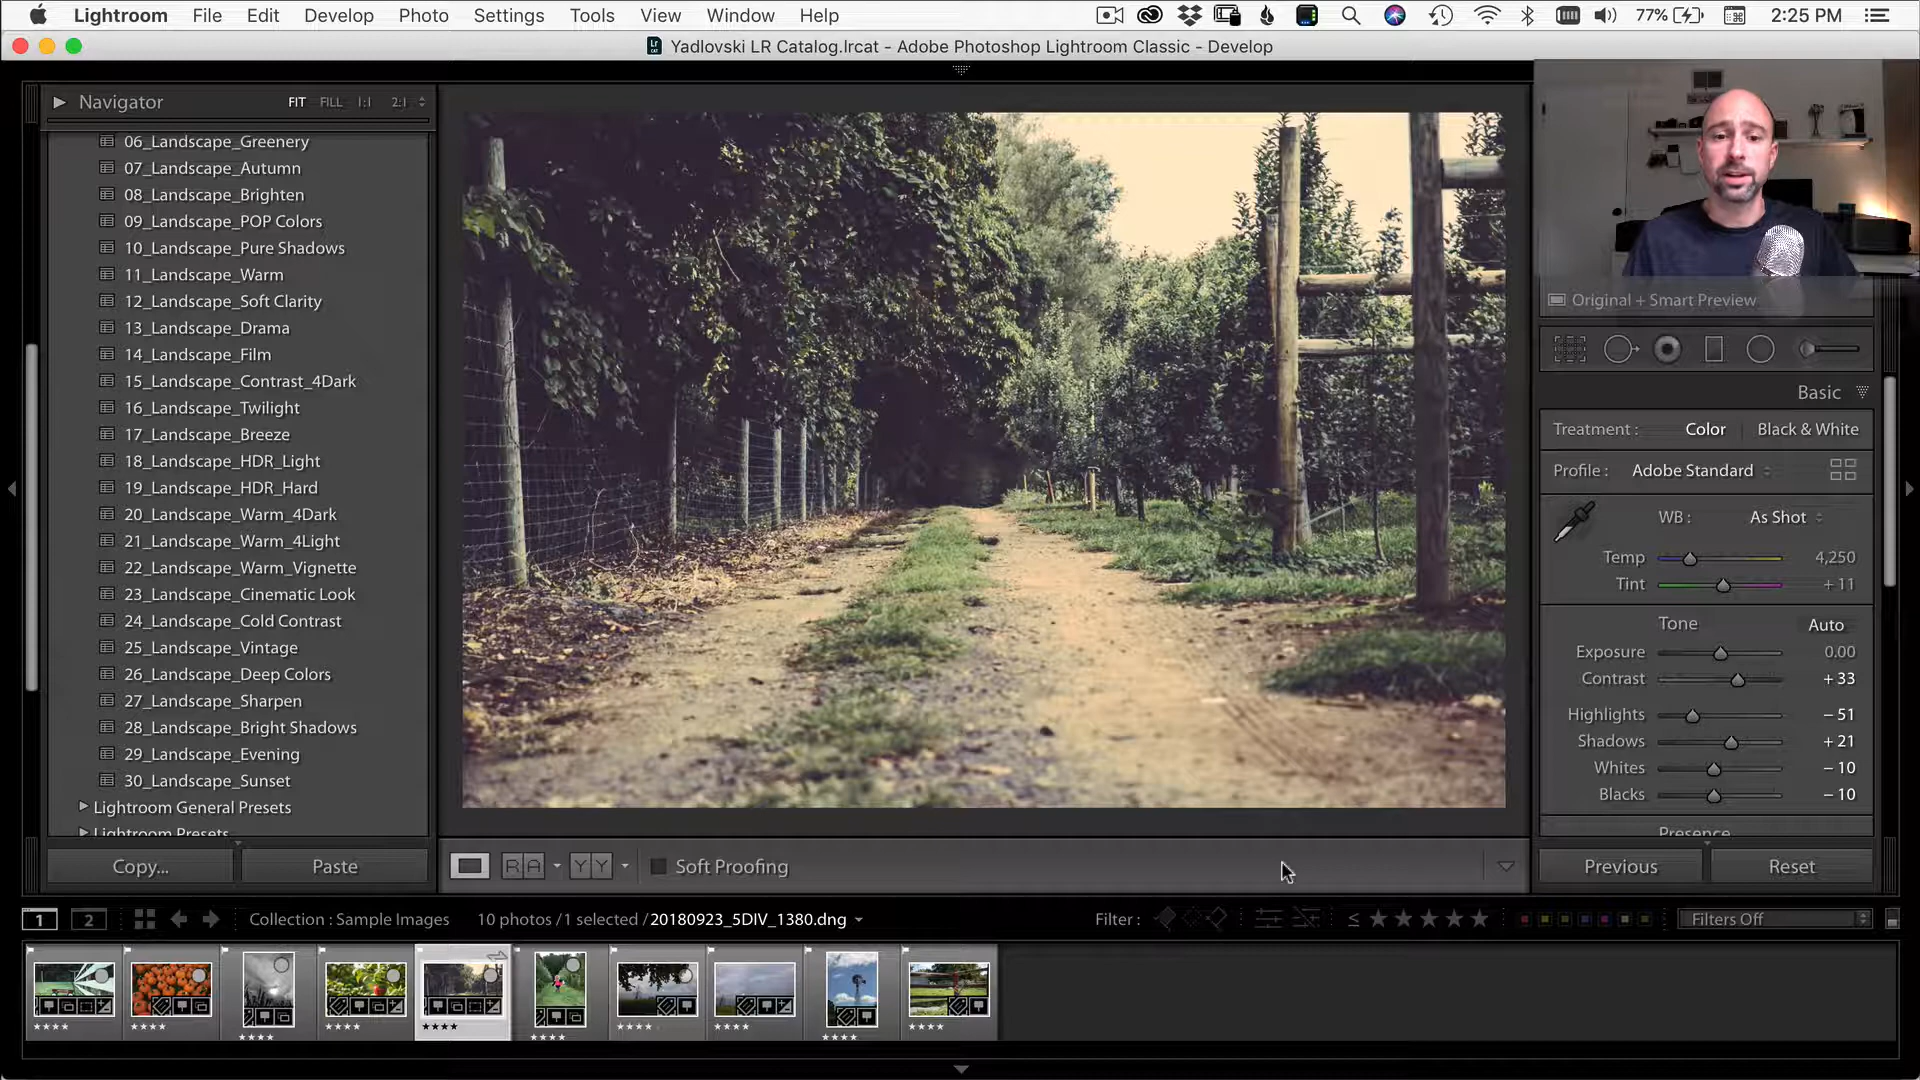 Lightroom File Edit Develop Photo Settings Tools View Window Help 77% 2:25 PM
Yadlovski LR Catalog.lrcat - Adobe Photoshop Lightroom Classic - Develop
Navigator FIT FILL 1:1 2:1
06_Landscape_Greenery
07_Landscape_Autumn
08_Landscape_Brighten
09_Landscape_POP Colors
10_Landscape_Pure Shadows
11_Landscape_Warm
12_Landscape_Soft Clarity
13_Landscape_Drama
14_Landscape_Film
15_Landscape_Contrast_4Dark
16_Landscape_Twilight
17_Landscape_Breeze
18_Landscape_HDR_Light
19_Landscape_HDR_Hard
20_Landscape_Warm_4Dark
21_Landscape_Warm_4Light
22_Landscape_Warm_Vignette
23_Landscape_Cinematic Look
24_Landscape_Cold Contrast
25_Landscape_Vintage
26_Landscape_Deep Colors
27_Landscape_Sharpen
28_Landscape_Bright Shadows
29_Landscape_Evening
30_Landscape_Sunset
Lightroom General Presets
Lightroom Presets
Copy... Paste
Original + Smart Preview
Basic
Treatment : Color Black & White
Profile : Adobe Standard
WB : As Shot
Temp 4,250
Tint + 11
Tone Auto
Exposure 0.00
Contrast + 33
Highlights − 51
Shadows + 21
Whites − 10
Blacks − 10
Presence
R A Y Y Soft Proofing
Previous Reset
1 2 Collection : Sample Images 10 photos / 1 selected / 20180923_5DIV_1380.dng Filter : ≤ ★ ★ ★ ★ ★ Filters Off